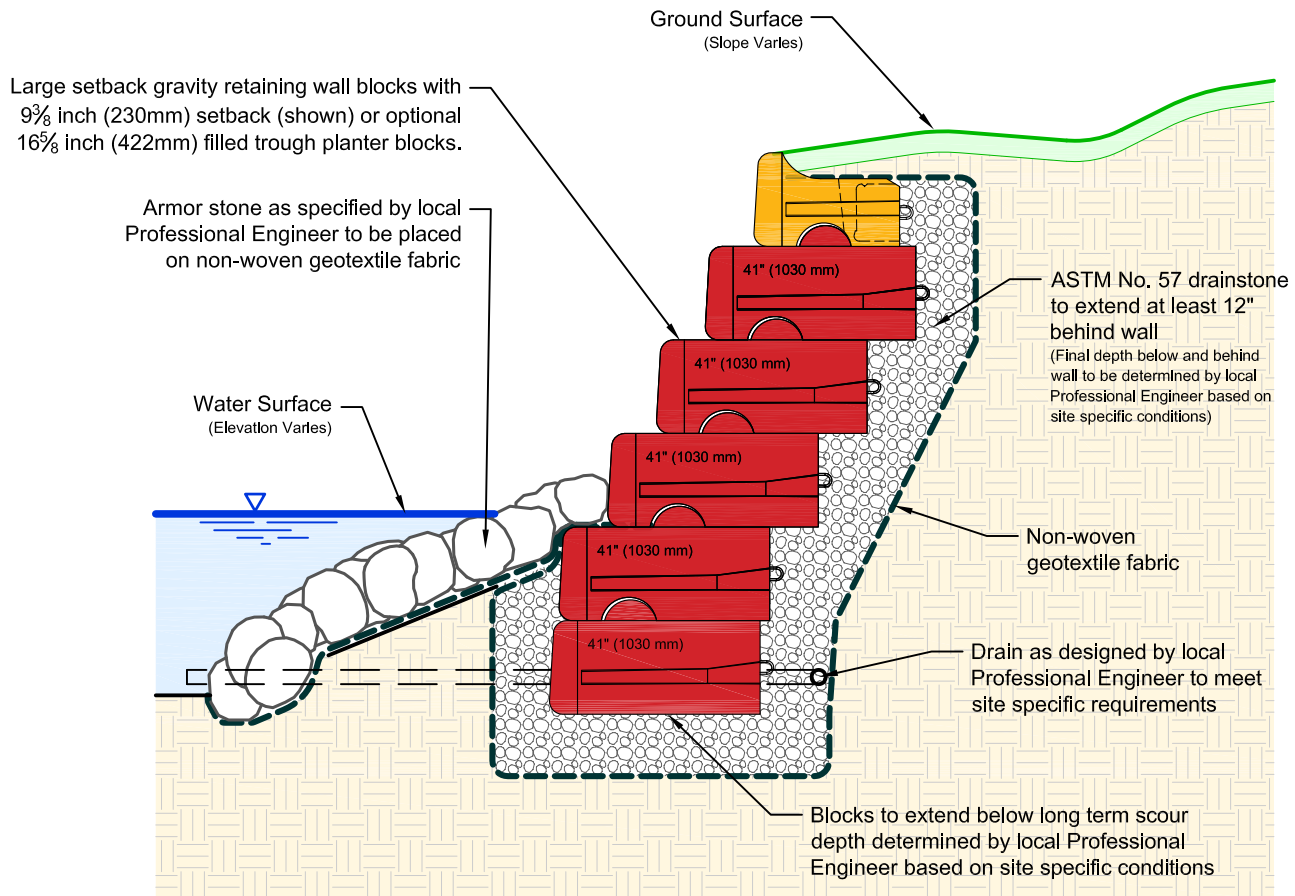 Ground Surface
(Slope Varies)
Large setback gravity retaining wall blocks with
9⅜ inch (230mm) setback (shown) or optional
16⅝ inch (422mm) filled trough planter blocks.
Armor stone as specified by local
Professional Engineer to be placed
on non-woven geotextile fabric
41" (1030 mm)
ASTM No. 57 drainstone
to extend at least 12"
behind wall
(Final depth below and behind
wall to be determined by local
Professional Engineer based on
site specific conditions)
41" (1030 mm)
Water Surface
(Elevation Varies)
41" (1030 mm)
Non-woven
geotextile fabric
41" (1030 mm)
41" (1030 mm)
Drain as designed by local
Professional Engineer to meet
site specific requirements
Blocks to extend below long term scour
depth determined by local Professional
Engineer based on site specific conditions